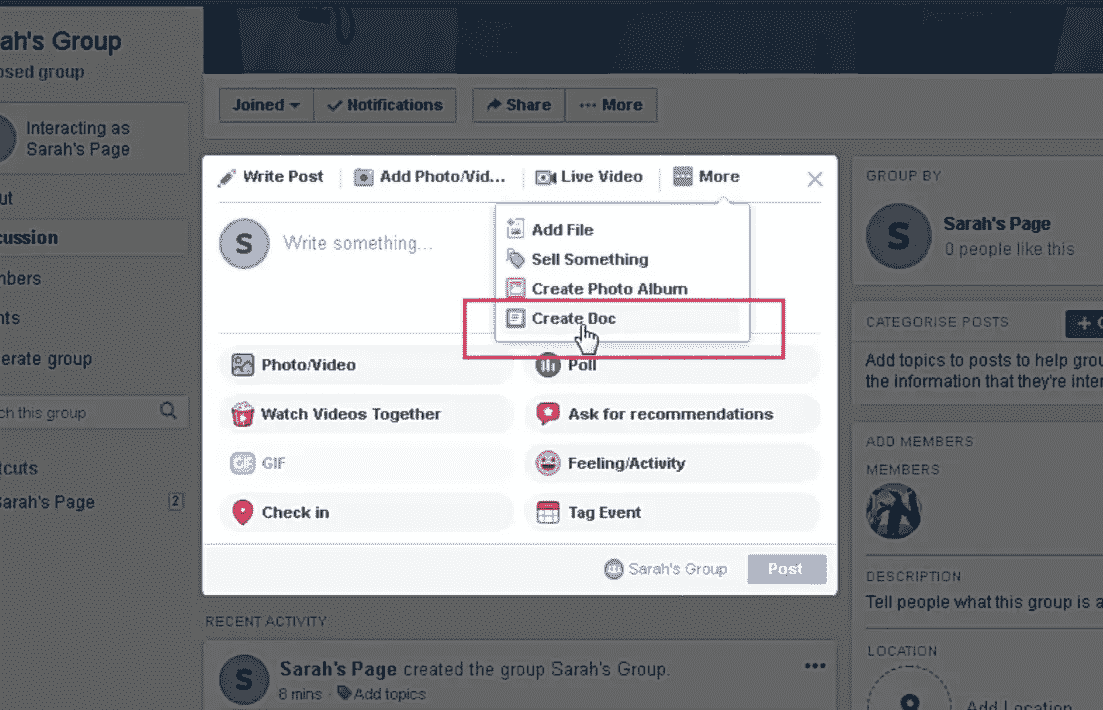 ah's Group
osed group
Interacting as
Sarah's Page
ut
cussion
nbers
nts
erate group
ch this group
tcuts
Sarah's Page
2
Joined
Notifications
Share
••• More
Write Post
Add Photo/Vid...
Live Video
More
S
Write something...
Add File
Sell Something
Create Photo Album
Create Doc
Photo/Video
Poll
Watch Videos Together
Ask for recommendations
GIF
GIF
Feeling/Activity
Check in
Tag Event
Sarah's Group
Post
RECENT ACTIVITY
S
Sarah's Page created the group Sarah's Group.
8 mins · Add topics
GROUP BY
S
Sarah's Page
0 people like this
CATEGORISE POSTS
Add topics to posts to help grou
the information that they're inter
ADD MEMBERS
MEMBERS
DESCRIPTION
Tell people what this group is a
LOCATION
Add Location